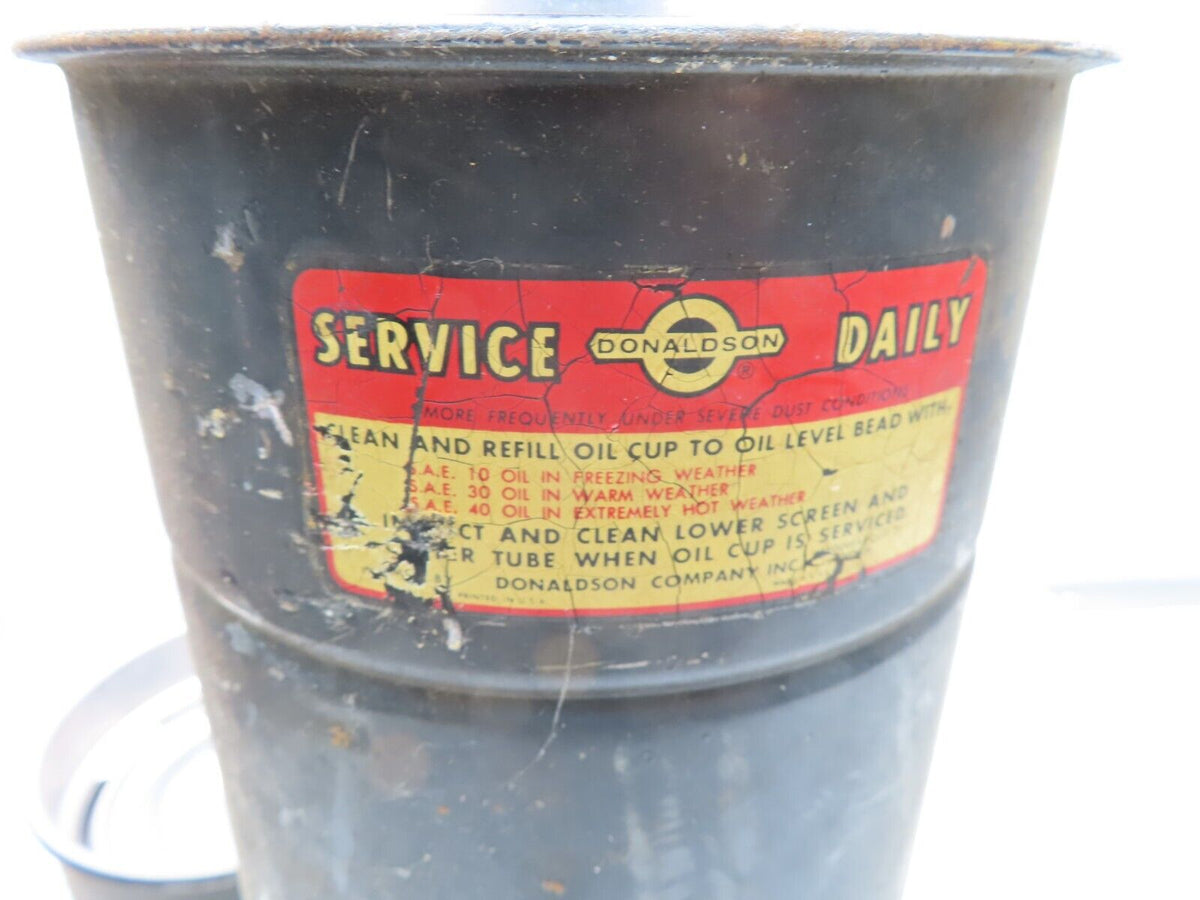 SERVICE DONALDSON ® DAILY
MORE FREQUENTLY UNDER SEVERE DUST CONDITIONS
CLEAN AND REFILL OIL CUP TO OIL LEVEL BEAD WITH
S.A.E. 10 OIL IN FREEZING WEATHER
S.A.E. 30 OIL IN WARM WEATHER
S.A.E. 40 OIL IN EXTREMELY HOT WEATHER
AND CLEAN LOWER SCREEN AND
TUBE WHEN OIL CUP IS SERVICED
BY DONALDSON COMPANY INC.
PRINTED IN U.S.A.